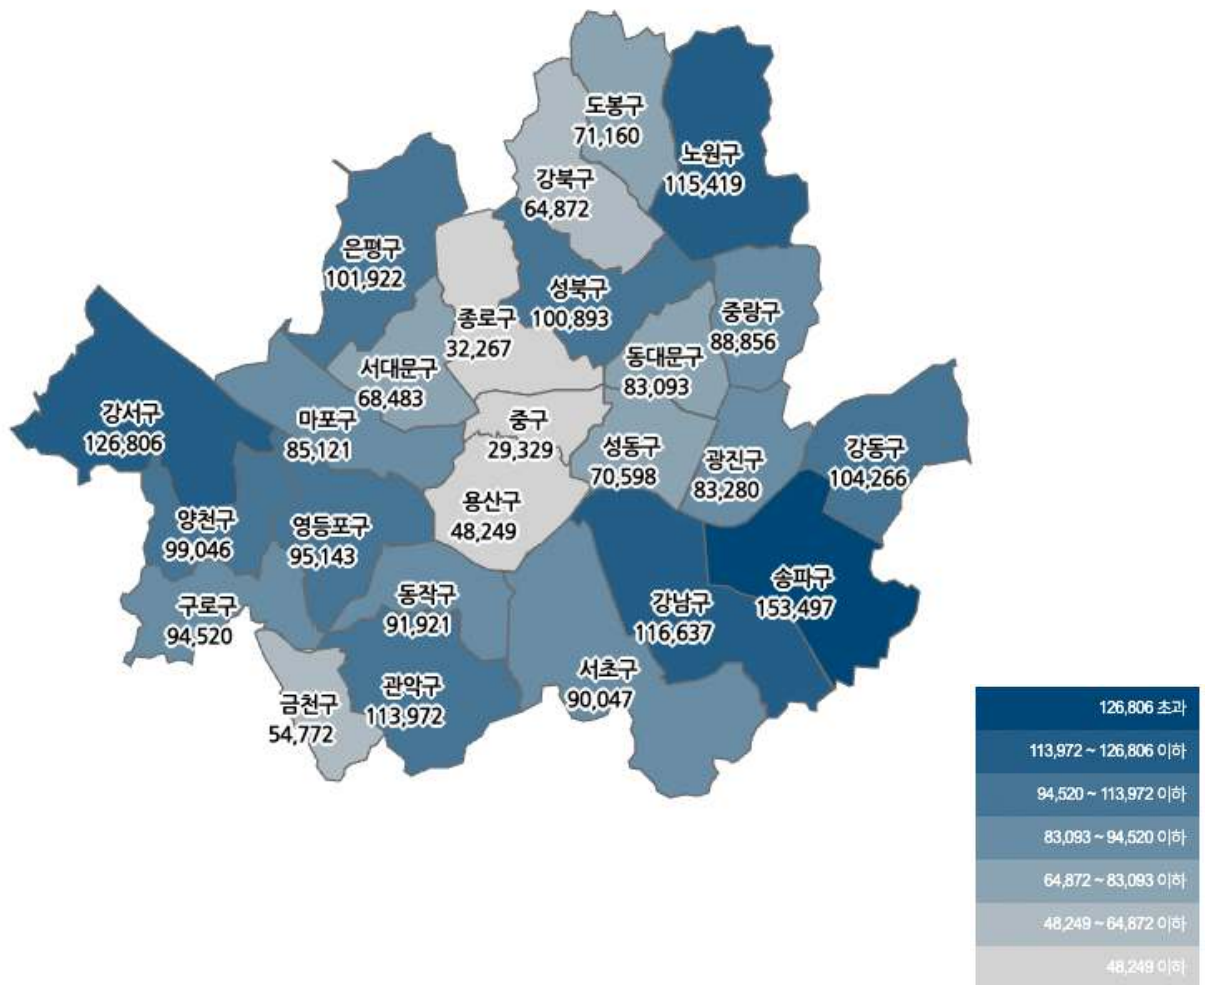 도봉구
71,160
노원구
115,419
강북구
64,872
은평구
101,922
성북구
100,893
종로구
32,267
중랑구
88,856
동대문구
83,093
서대문구
68,483
강서구
126,806
마포구
85,121
중구
29,329
성동구
70,598
광진구
83,280
강동구
104,266
용산구
48,249
양천구
99,046
영등포구
95,143
구로구
94,520
동작구
91,921
강남구
116,637
송파구
153,497
금천구
54,772
관악구
113,972
서초구
90,047
126,806 초과
113,972 ~ 126,806 이하
94,520 ~ 113,972 이하
83,093 ~ 94,520 이하
64,872 ~ 83,093 이하
48,249 ~ 64,872 이하
48,249 이하